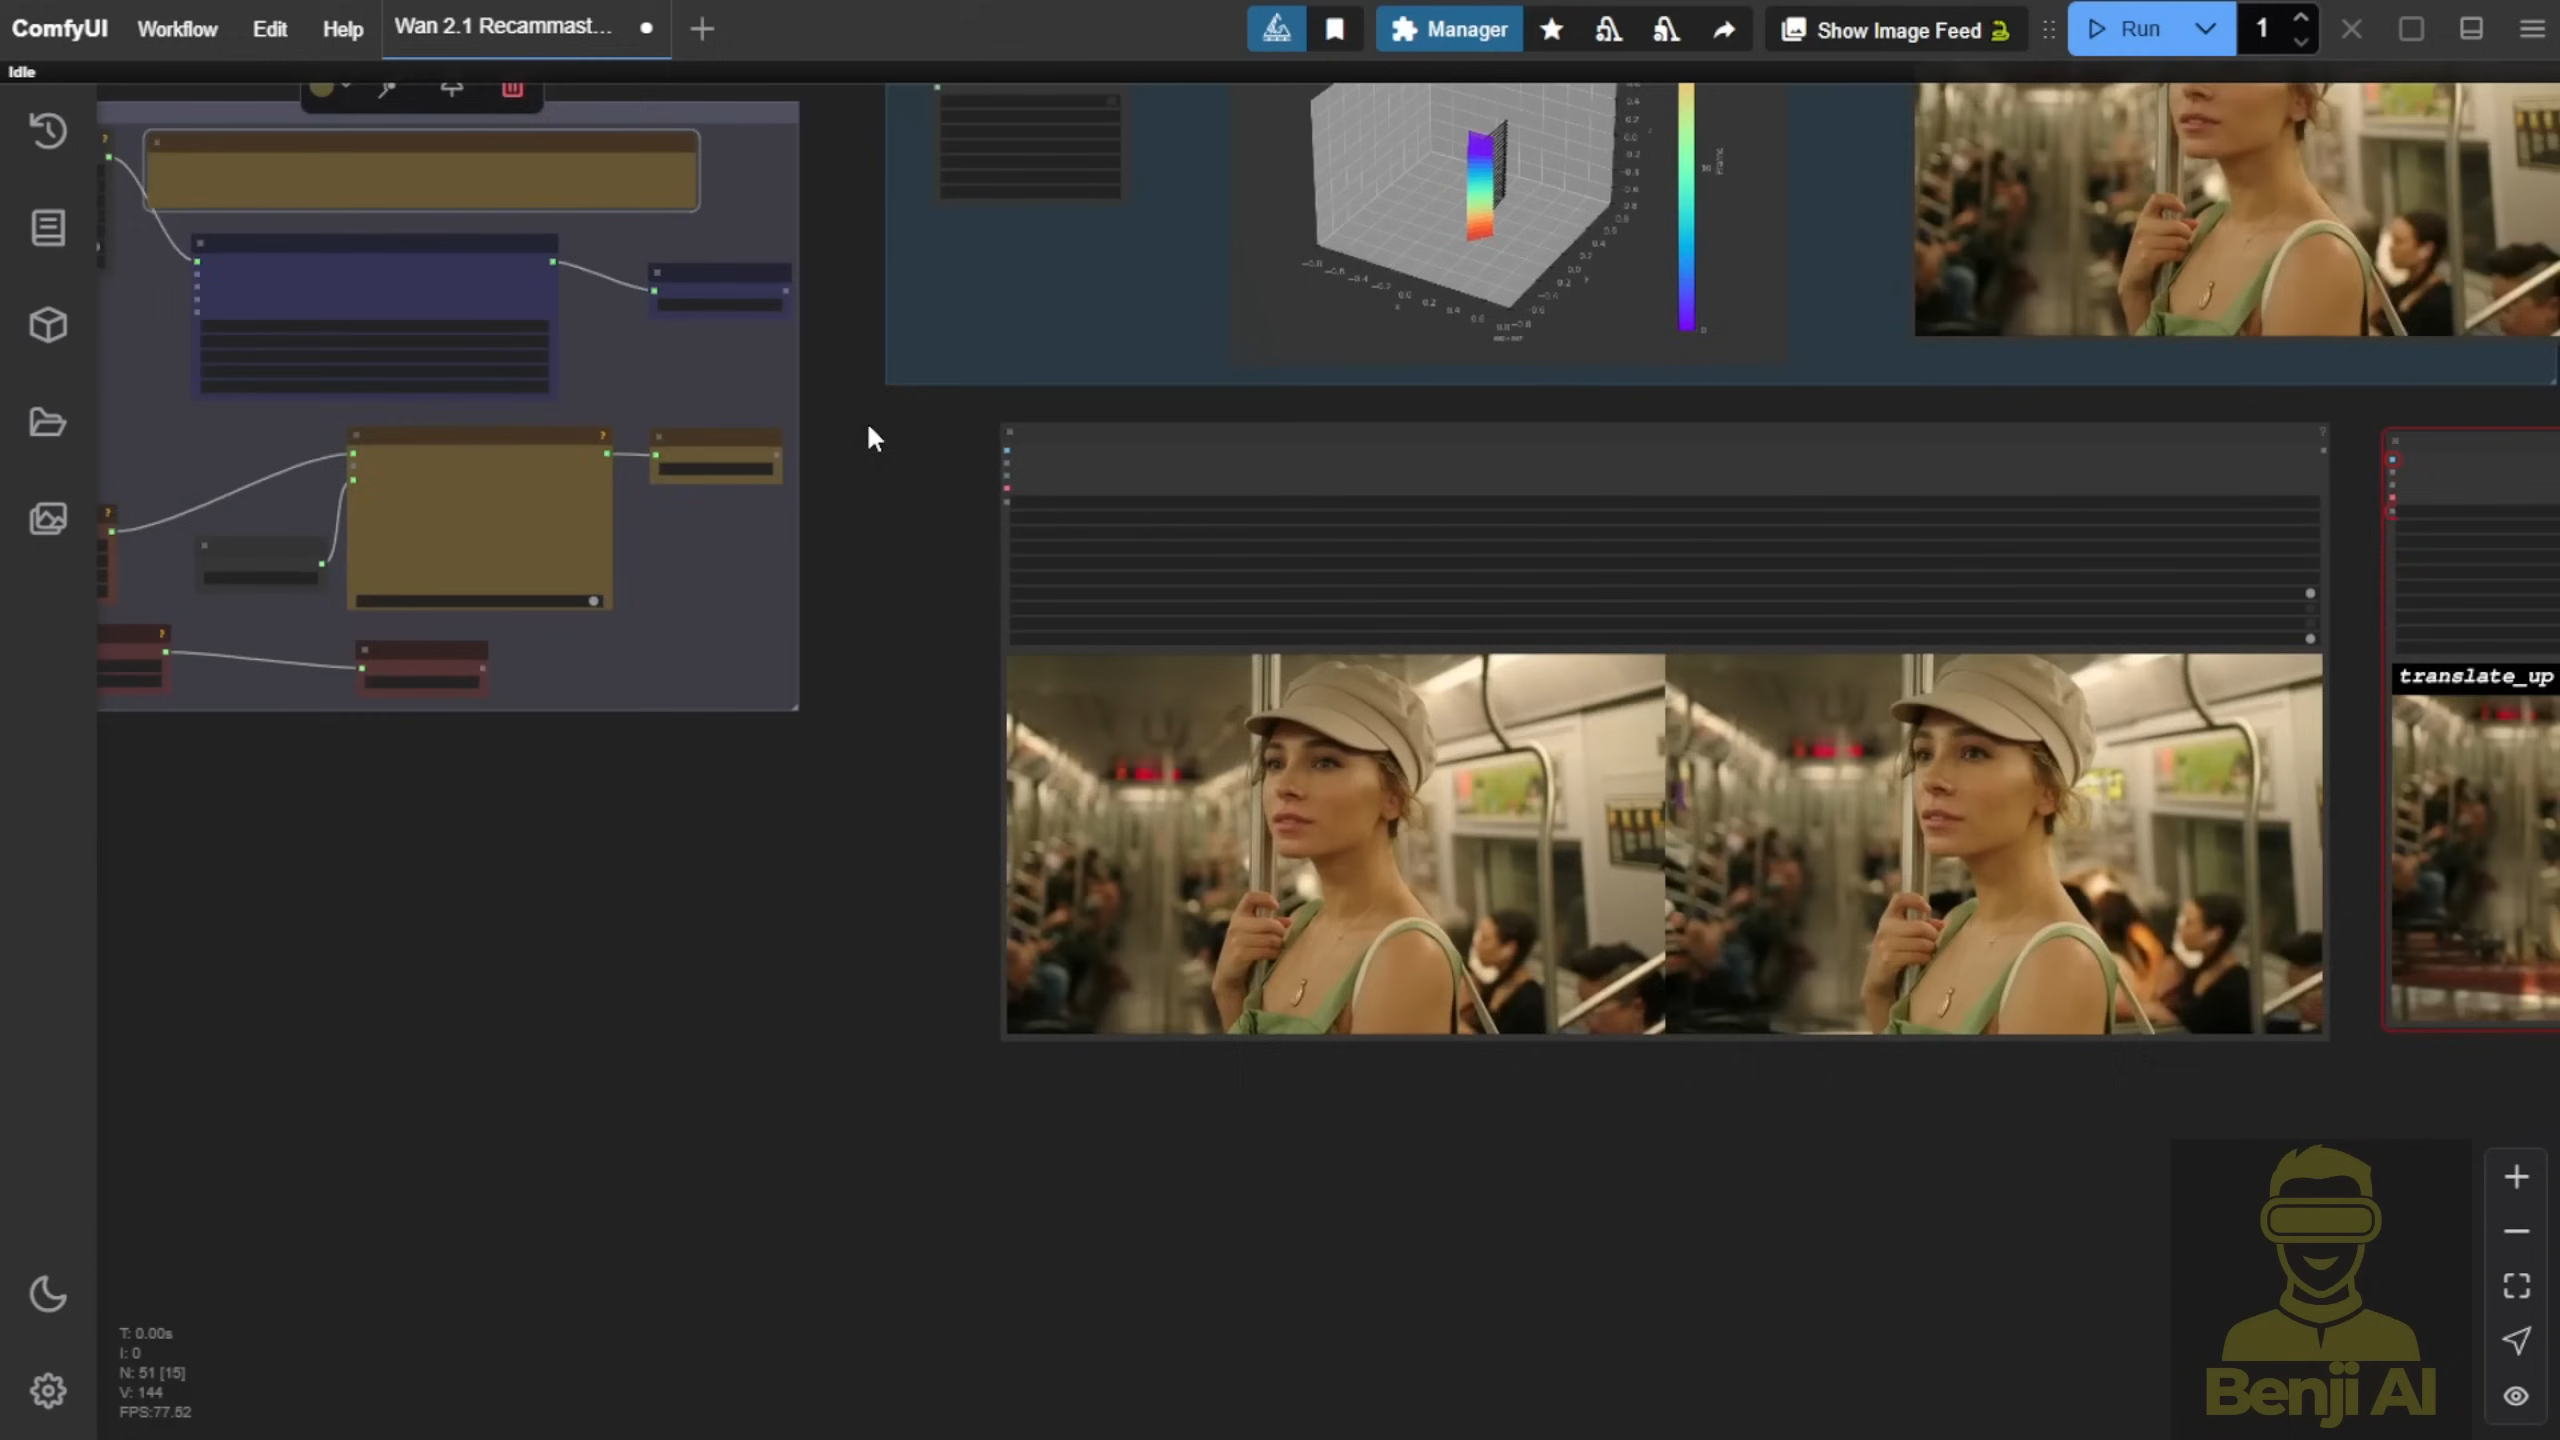 ComfyUI Workflow Edit Help Wan 2.1 Recammast... Manager Show Image Feed Run 1
Idle
translate_up
T: 0.00s
I: 0
N: 51 [15]
V: 144
FPS:77.52
Benji AI